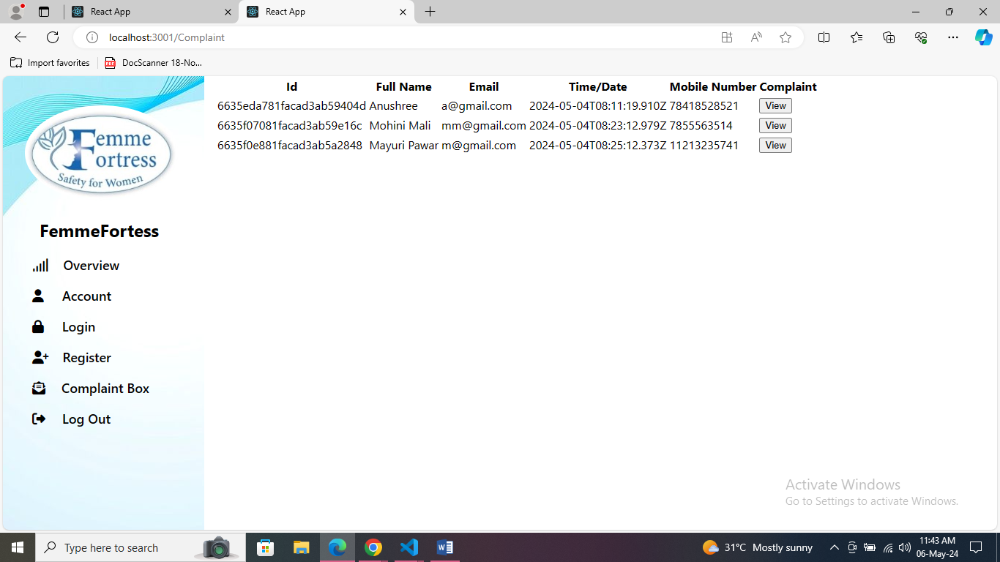 React App
React App
localhost:3001/Complaint
Import favorites
DocScanner 18-No...
Femme
Fortress
Safety for Women
FemmeFortess
Overview
Account
Login
Register
Complaint Box
Log Out
Id Full Name Email Time/Date Mobile Number Complaint
6635eda781facad3ab59404d Anushree a@gmail.com 2024-05-04T08:11:19.910Z 78418528521 View
6635f07081facad3ab59e16c Mohini Mali mm@gmail.com 2024-05-04T08:23:12.979Z 7855563514 View
6635f0e881facad3ab5a2848 Mayuri Pawar m@gmail.com 2024-05-04T08:25:12.373Z 11213235741 View
Activate Windows
Go to Settings to activate Windows.
Type here to search
31°C Mostly sunny
11:43 AM
06-May-24